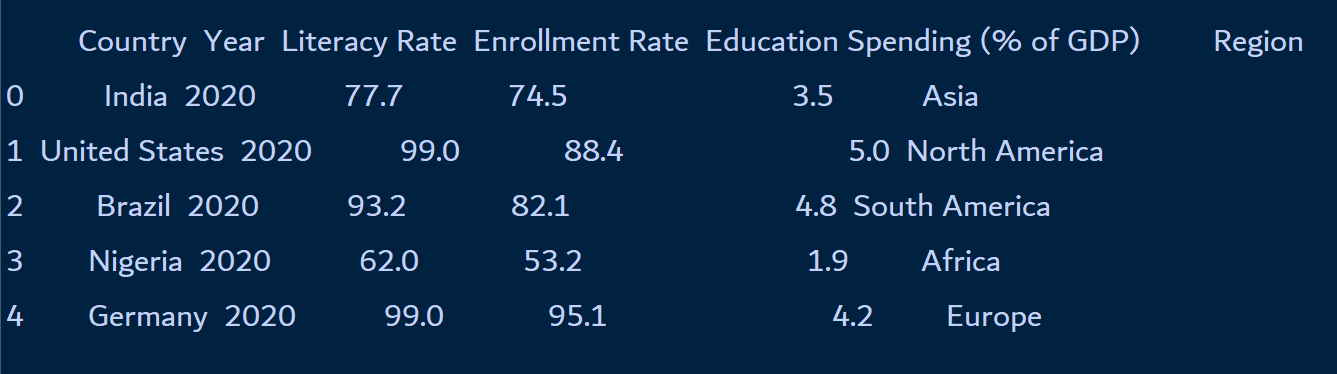 Country Year Literacy Rate Enrollment Rate Education Spending (% of GDP) Region
0 India 2020 77.7 74.5 3.5 Asia
1 United States 2020 99.0 88.4 5.0 North America
2 Brazil 2020 93.2 82.1 4.8 South America
3 Nigeria 2020 62.0 53.2 1.9 Africa
4 Germany 2020 99.0 95.1 4.2 Europe